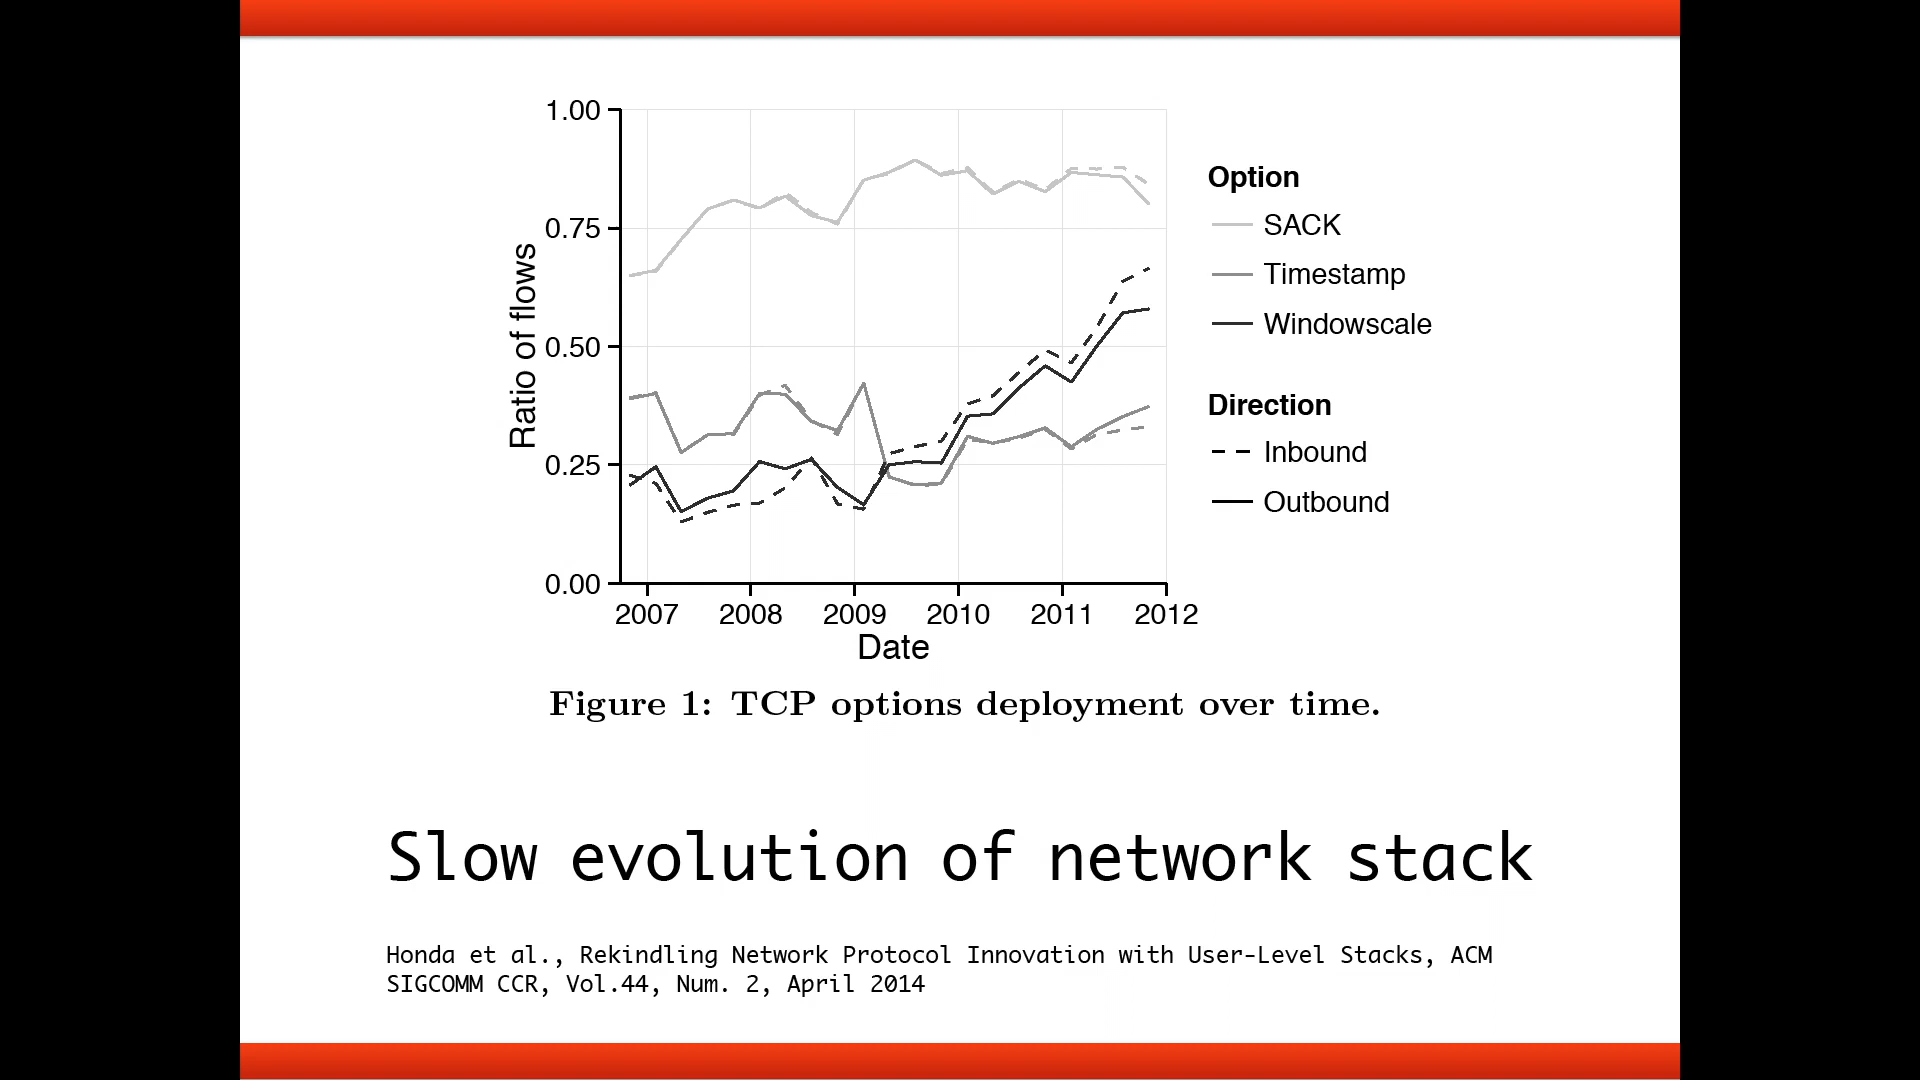 1.00
0.75
0.50
0.25
0.00
Ratio of flows
2007 2008 2009 2010 2011 2012
Date
Option
SACK
Timestamp
Windowscale
Direction
Inbound
Outbound
Figure 1: TCP options deployment over time.
Slow evolution of network stack
Honda et al., Rekindling Network Protocol Innovation with User-Level Stacks, ACM
SIGCOMM CCR, Vol.44, Num. 2, April 2014